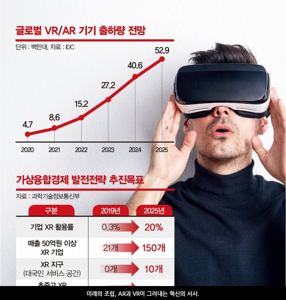 글로벌 VR/AR 기기 출하량 전망
단위 : 백만대, 자료 : IDC
52.9
40.6
27.2
15.2
8.6
4.7
2020 2021 2022 2023 2024 2025
가상융합경제 발전전략 추진목표
자료 : 과학기술정보통신부
구분 2019년 2025년
기업 XR 활용률 0.3% 20%
매출 50억원 이상
XR 기업 21개 150개
XR 지구
(대국민 서비스 공간) 0개 10개
미래의 조립, AR과 VR이 그려내는 혁신의 서사.